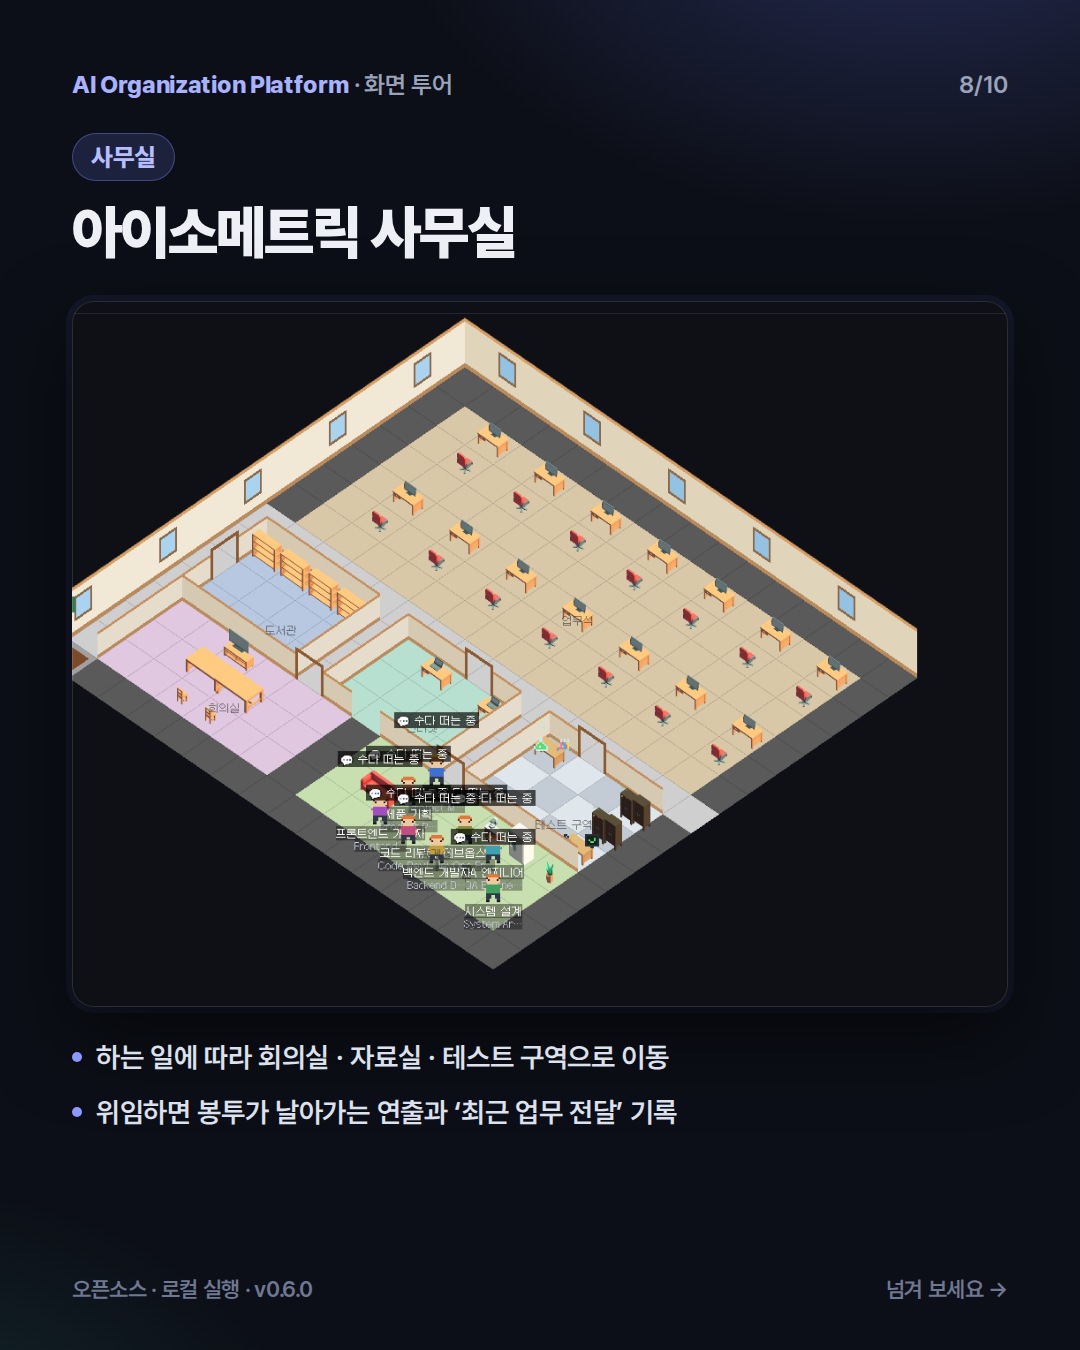 AI Organization Platform · 화면 투어
8/10
사무실
아이소메트릭 사무실
업무석
도서관
회의실
수다 떠는 중
수다 떠는 중
수다 떠는 중
수다 떠는 중
테스트 구역
프론트엔드
코드 리뷰
백엔드 개발자
엔지니어
Backend D
시스템 설계
System Ar…
하는 일에 따라 회의실 · 자료실 · 테스트 구역으로 이동
위임하면 봉투가 날아가는 연출과 ‘최근 업무 전달’ 기록
오픈소스 · 로컬 실행 · v0.6.0
넘겨 보세요 →